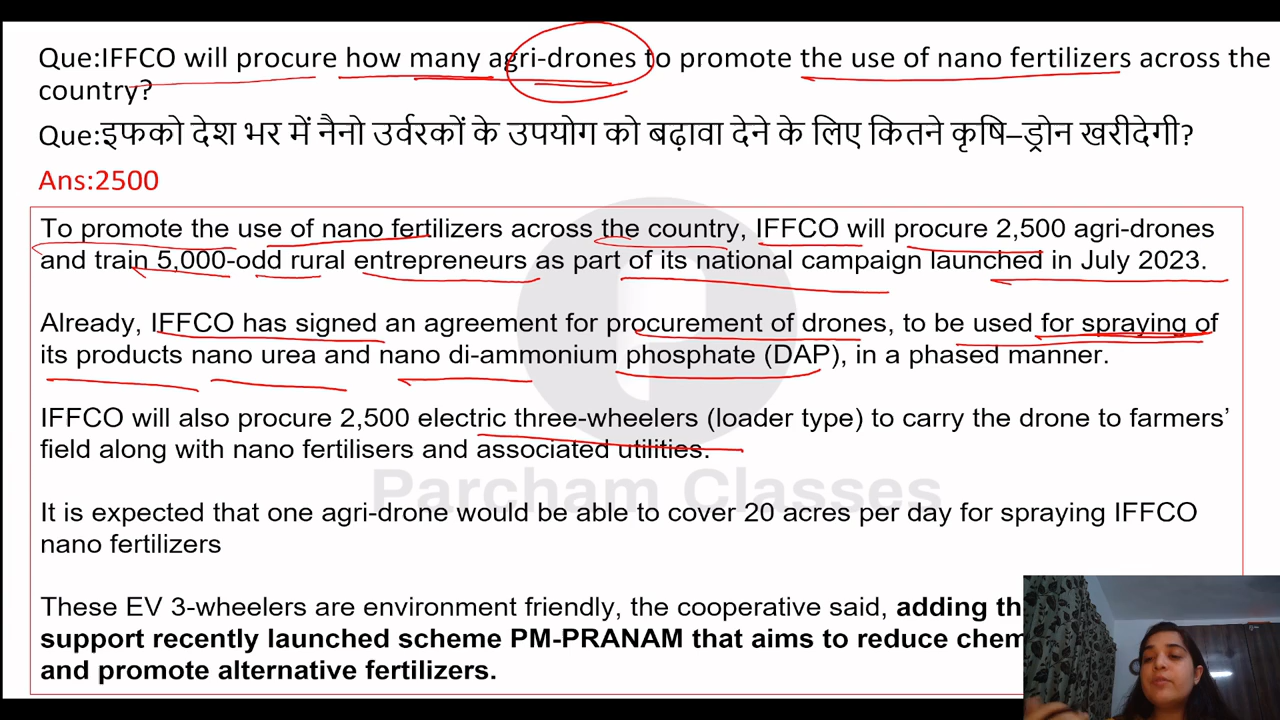 Que:IFFCO will procure how many agri-drones to promote the use of nano fertilizers across the
country?
Que:इफको देश भर में नैनो उर्वरकों के उपयोग को बढ़ावा देने के लिए कितने कृषि–ड्रोन खरीदेगी?
Ans:2500
To promote the use of nano fertilizers across the country, IFFCO will procure 2,500 agri-drones
and train 5,000-odd rural entrepreneurs as part of its national campaign launched in July 2023.
Already, IFFCO has signed an agreement for procurement of drones, to be used for spraying of
its products nano urea and nano di-ammonium phosphate (DAP), in a phased manner.
IFFCO will also procure 2,500 electric three-wheelers (loader type) to carry the drone to farmers’
field along with nano fertilisers and associated utilities.
Parcham Classes
It is expected that one agri-drone would be able to cover 20 acres per day for spraying IFFCO
nano fertilizers
These EV 3-wheelers are environment friendly, the cooperative said, adding
support recently launched scheme PM-PRANAM that aims to reduce
and promote alternative fertilizers.